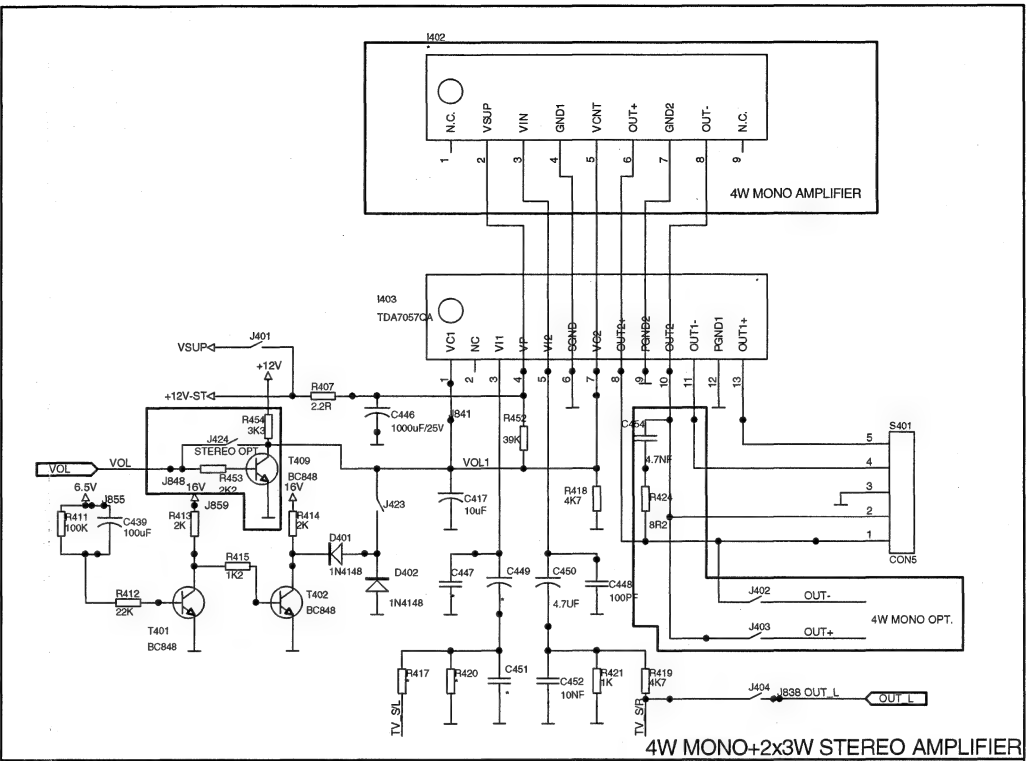 I402
N.C.
VSUP
VIN
GND1
VCNT
OUT+
GND2
OUT-
N.C.
1
2
3
4
5
6
7
8
9
4W MONO AMPLIFIER
I403
TDA7057QA
VC1
NC
VI1
VP
VI2
SGND
VC2
OUT2+
PGND2
OUT2
OUT1-
PGND1
OUT1+
1
2
3
4
5
6
7
8
9
10
11
12
13
J401
VSUP
+12V
+12V-ST
R407
2.2R
C446
1000uF/25V
J841
R452
39K
R454
3K3
J424
STEREO OPT
T409
BC848
VOL
VOL
J848
R453
2K2
VOL1
C454
4.7NF
S401
5
4
3
2
1
CON5
6.5V
J855
16V
J859
16V
R411
100K
C439
100uF
R413
2K
R414
2K
J423
C417
10uF
R418
4K7
R424
8R2
R415
1K2
D401
1N4148
D402
1N4148
C447
C449
C450
4.7UF
C448
100PF
R412
22K
T401
BC848
T402
BC848
J402
OUT-
J403
OUT+
4W MONO OPT.
R417
R420
C451
C452
10NF
R421
1K
R419
4K7
J404
J838
OUT_L
OUT_L
TV_S/L
TV_S/R
4W MONO+2x3W STEREO AMPLIFIER